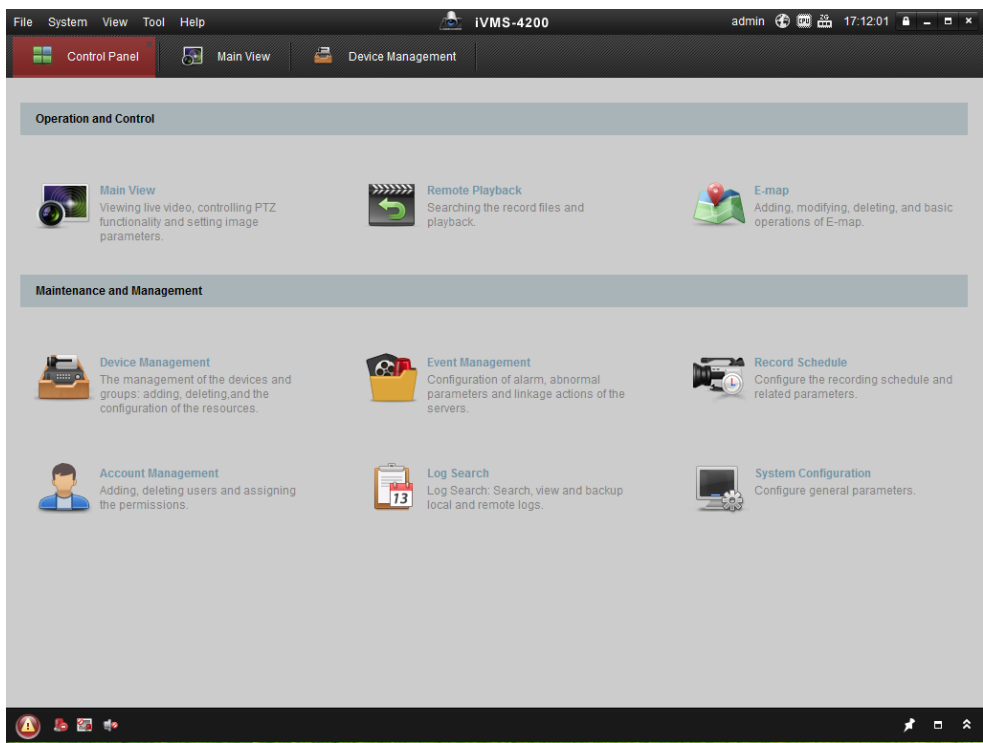 File System View Tool Help iVMS-4200 admin 17:12:01
Control Panel Main View Device Management
Operation and Control
Main View
Viewing live video, controlling PTZ
functionality and setting image
parameters.
Remote Playback
Searching the record files and
playback.
E-map
Adding, modifying, deleting, and basic
operations of E-map.
Maintenance and Management
Device Management
The management of the devices and
groups: adding, deleting,and the
configuration of the resources.
Event Management
Configuration of alarm, abnormal
parameters and linkage actions of the
servers.
Record Schedule
Configure the recording schedule and
related parameters.
Account Management
Adding, deleting users and assigning
the permissions.
13
Log Search
Log Search: Search, view and backup
local and remote logs.
System Configuration
Configure general parameters.